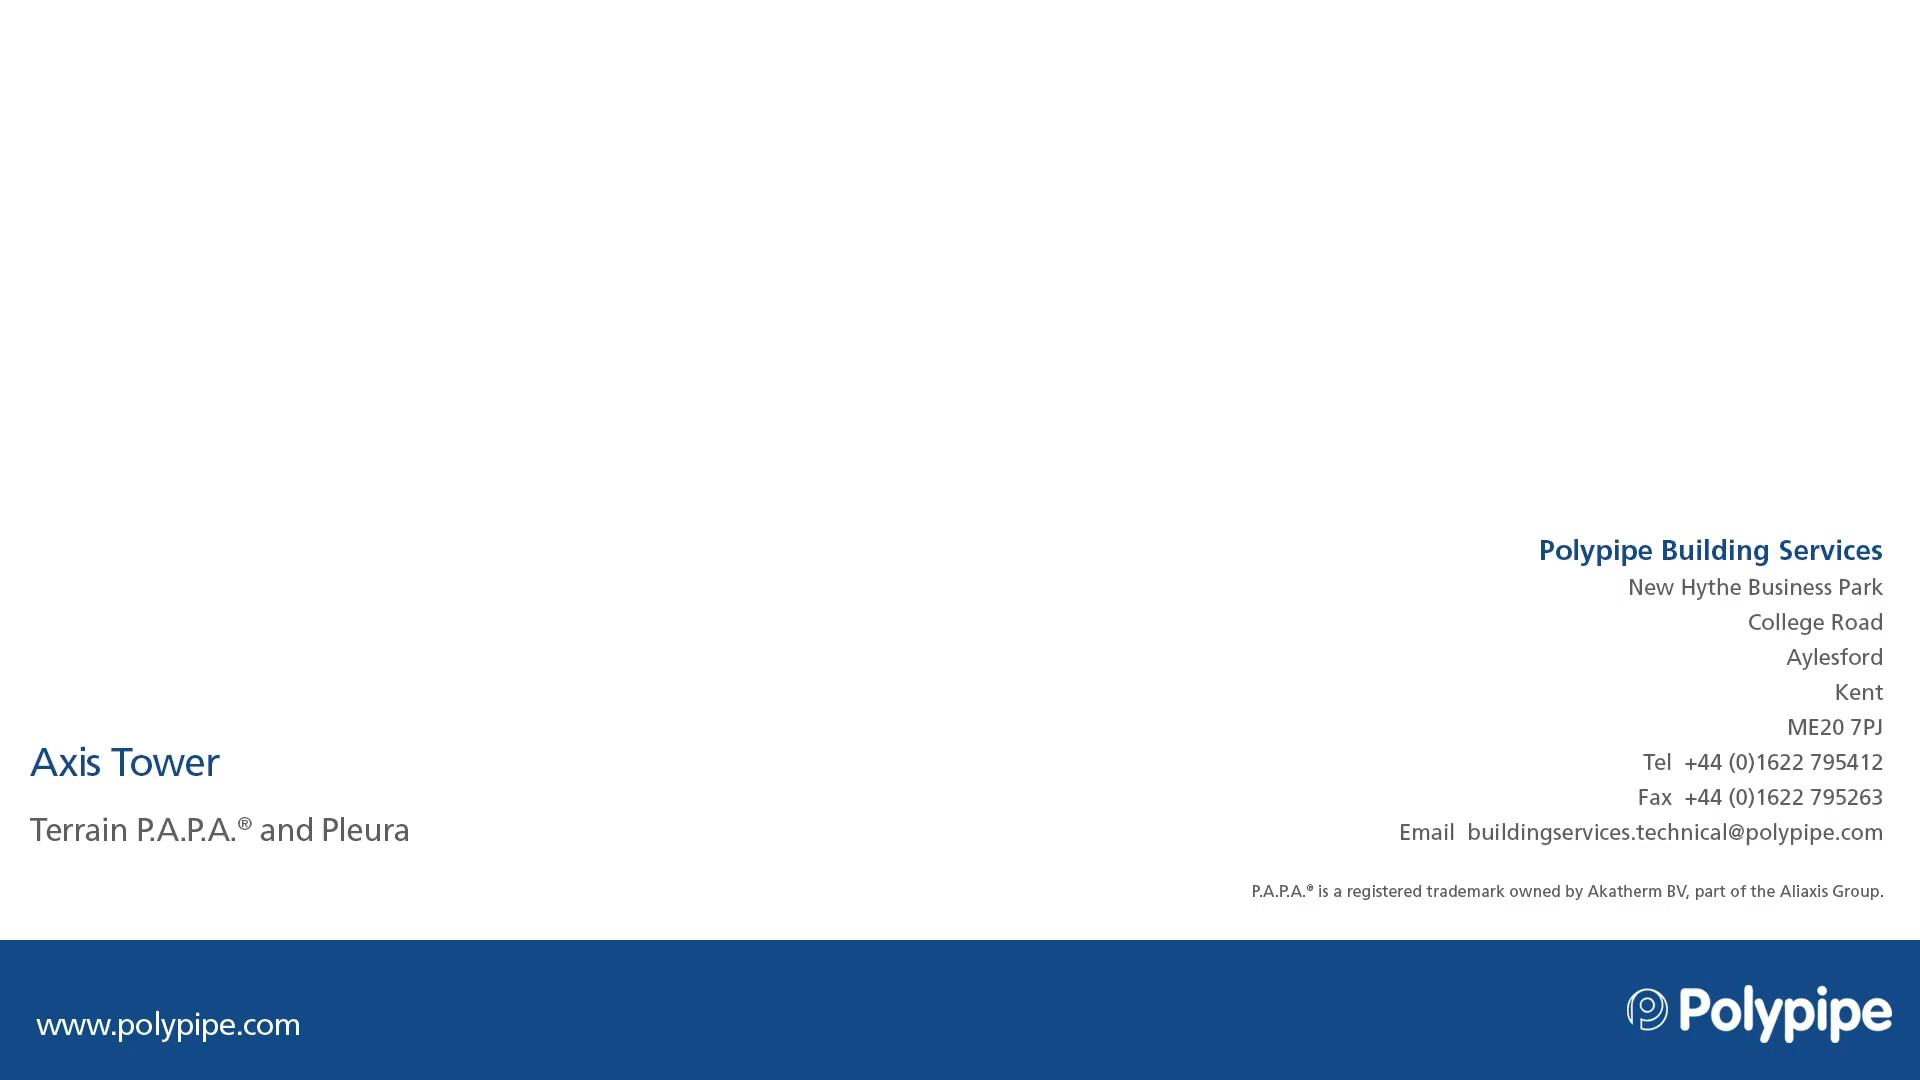 Polypipe Building Services
New Hythe Business Park
College Road
Aylesford
Kent
ME20 7PJ
Tel +44 (0)1622 795412
Fax +44 (0)1622 795263
Email buildingservices.technical@polypipe.com
P.A.P.A.® is a registered trademark owned by Akatherm BV, part of the Aliaxis Group.
Axis Tower
Terrain P.A.P.A.® and Pleura
www.polypipe.com
Polypipe